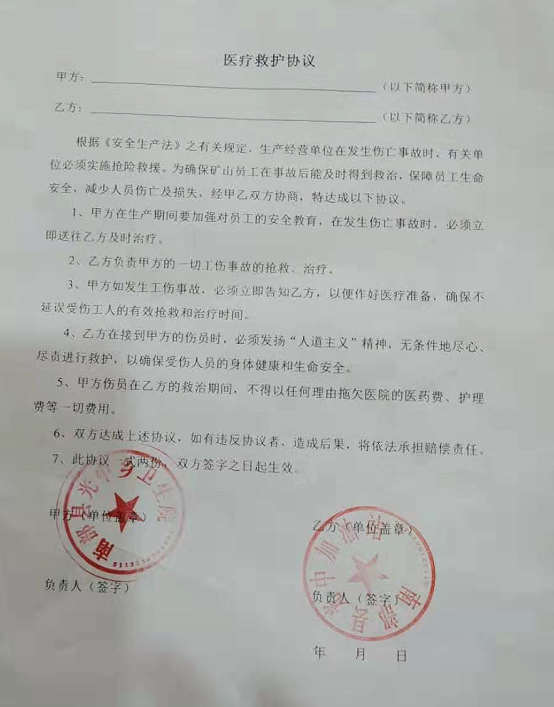 医疗救护协议
甲方：（以下简称甲方）
乙方：（以下简称乙方）
根据《安全生产法》之有关规定，生产经营单位在发生伤亡事故时，有关单
位必须实施抢险救援。为确保矿山员工在事故后能及时得到救治，保障员工生命
安全，减少人员伤亡及损失，经甲乙双方协商，特达成以下协议。
1、甲方在生产期间要加强对员工的安全教育，在发生伤亡事故时，必须立
即送往乙方及时治疗。
2、乙方负责甲方的一切工伤事故的抢救、治疗。
3、甲方如发生工伤事故，必须立即告知乙方，以便作好医疗准备，确保不
延误受伤工人的有效抢救和治疗时间。
4、乙方在接到甲方的伤员时，必须发扬“人道主义”精神，无条件地尽心、
尽责进行救护，以确保受伤人员的身体健康和生命安全。
5、甲方伤员在乙方的救治期间，不得以任何理由拖欠医院的医药费、护理
费等一切费用。
6、双方达成上述协议，如有违反协议者，造成后果，将依法承担赔偿责任。
7、此协议一式两份，双方签字之日起生效。
甲方（单位盖章）
乙方（单位盖章）
南部县光中乡卫生院
南部县光中加油站
负责人（签字）
负责人（签字）
年 月 日